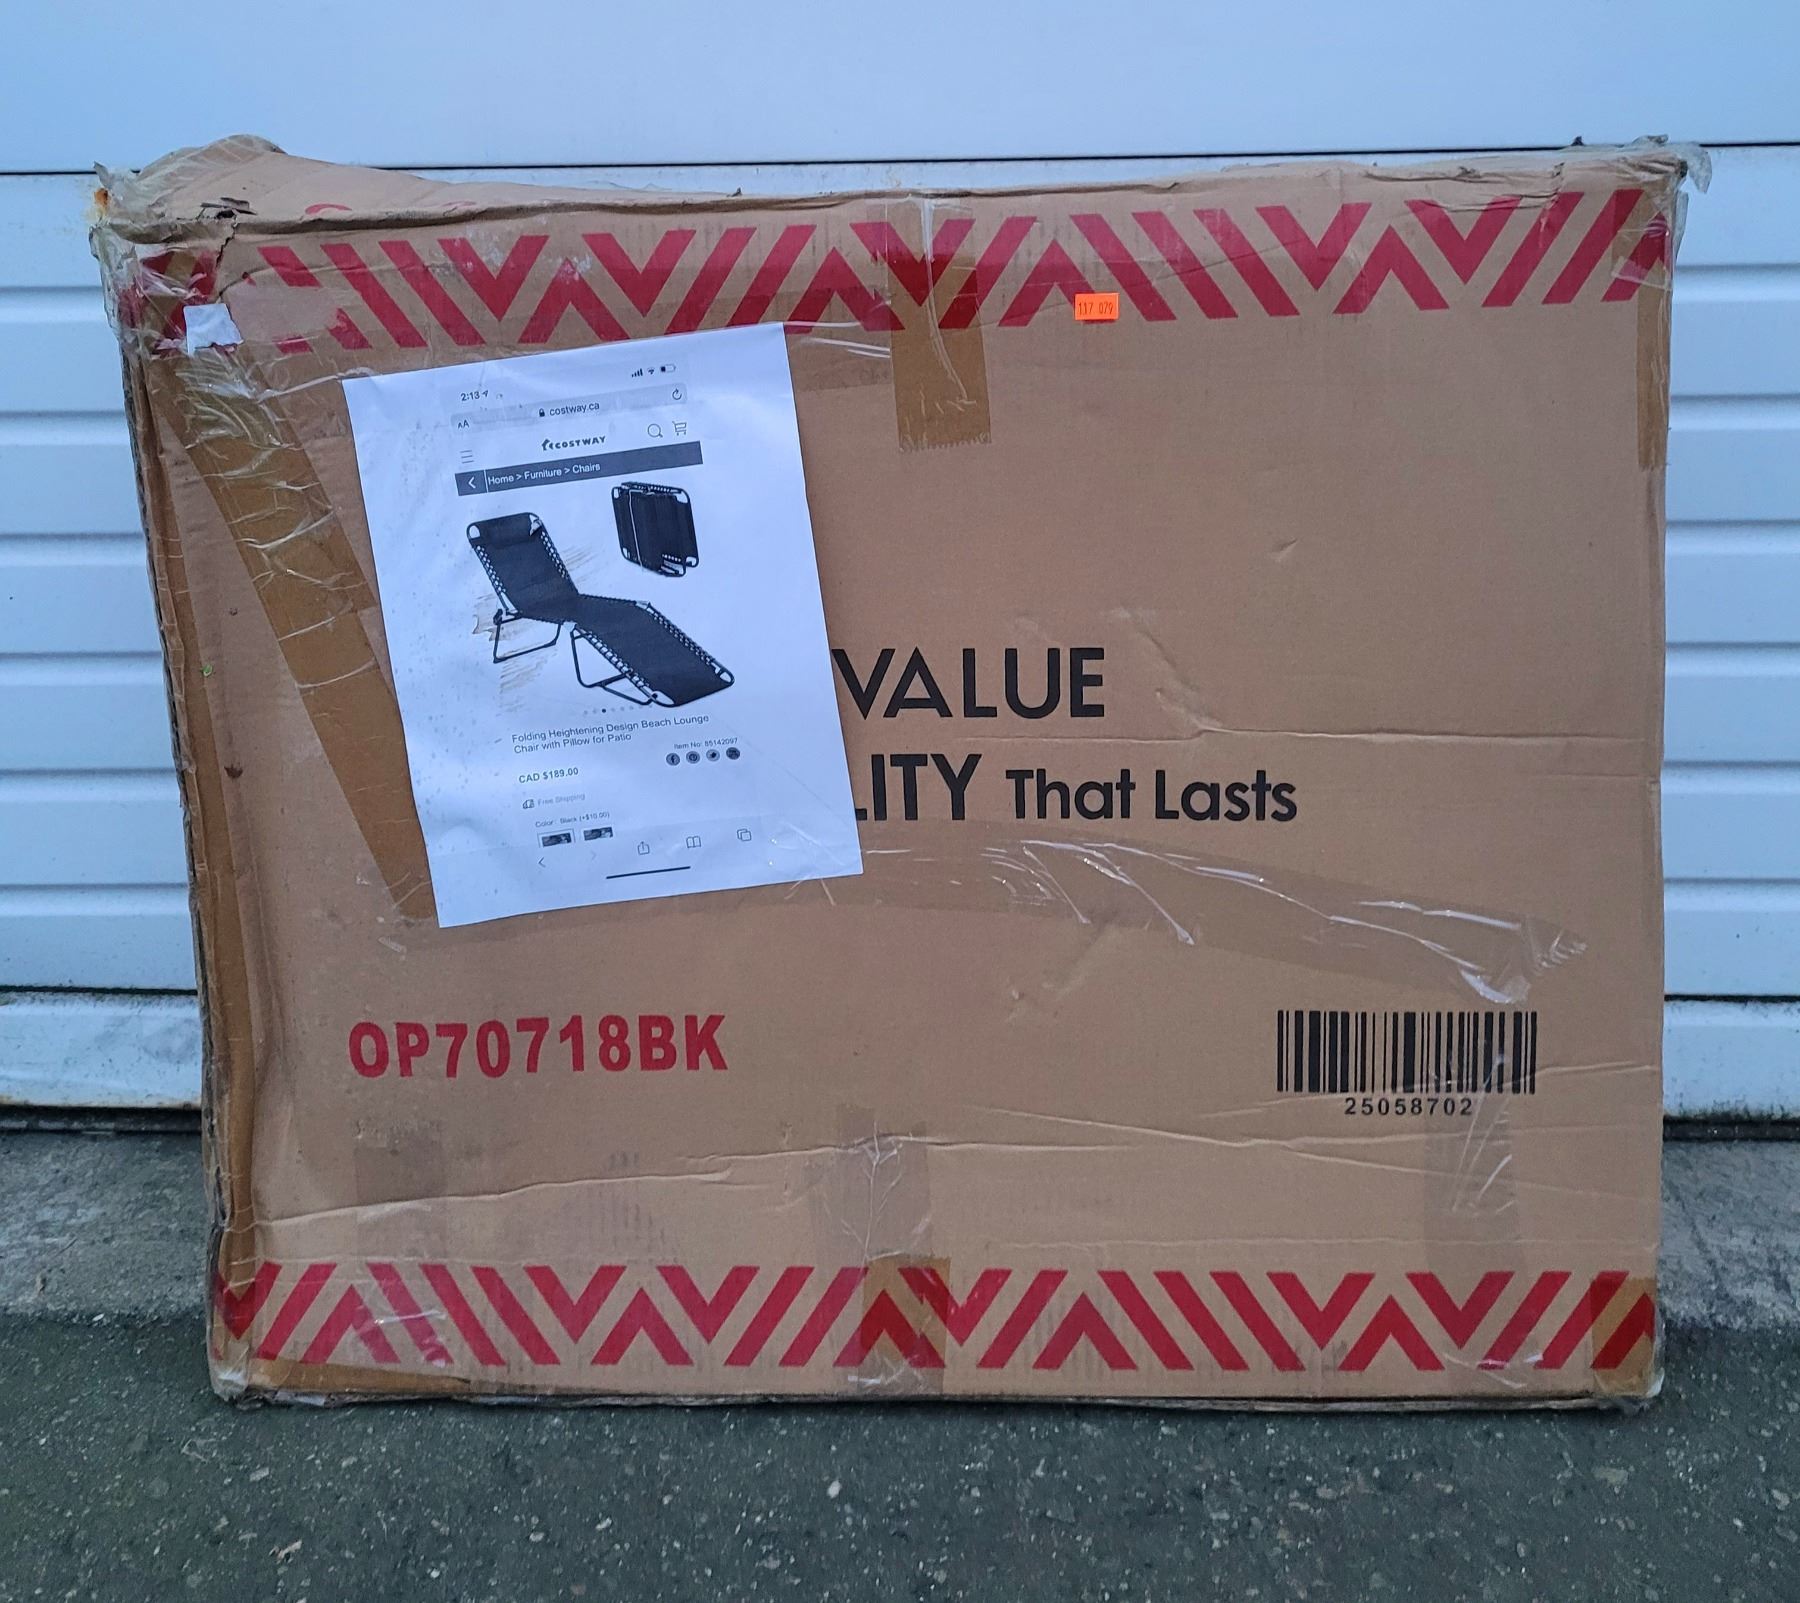 117 079
2:13
AA
costway.ca
COSTWAY
Home > Furniture > Chairs
Folding Heightening Design Beach Lounge
Chair with Pillow for Patio
Item No: 85142097
CAD $189.00
Free Shipping
Color: Black (+$10.00)
VALUE
LITY That Lasts
OP70718BK
25058702